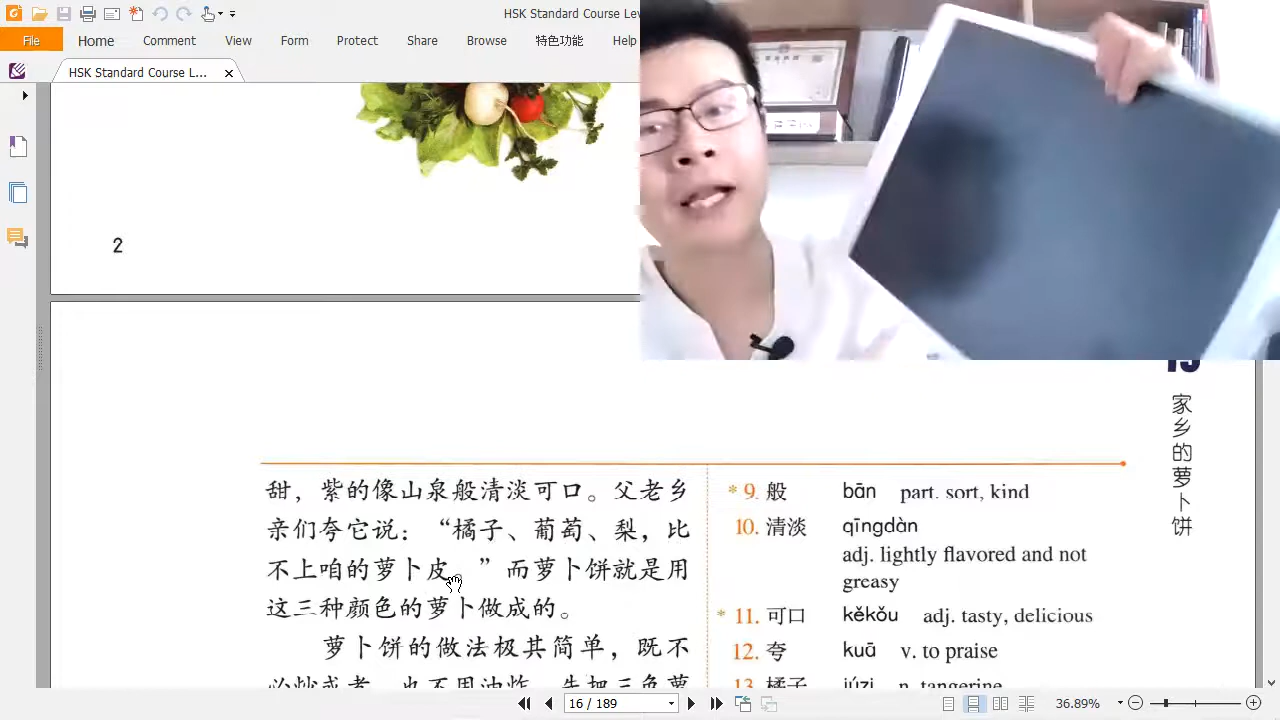 HSK Standard Course Lev
File Home Comment View Form Protect Share Browse 特色功能 Help
HSK Standard Course L...
2
家乡的萝卜饼
甜，紫的像山泉般清淡可口。父老乡
亲们夸它说：“橘子、葡萄、梨，比
不上咱的萝卜皮。”而萝卜饼就是用
这三种颜色的萝卜做成的。
萝卜饼的做法极其简单，既不
* 9. 般 bān part. sort, kind
10. 清淡 qīngdàn
adj. lightly flavored and not
greasy
* 11. 可口 kěkǒu adj. tasty, delicious
12. 夸 kuā v. to praise
13. 橘子 júzi n. tangerine
16 / 189
36.89%